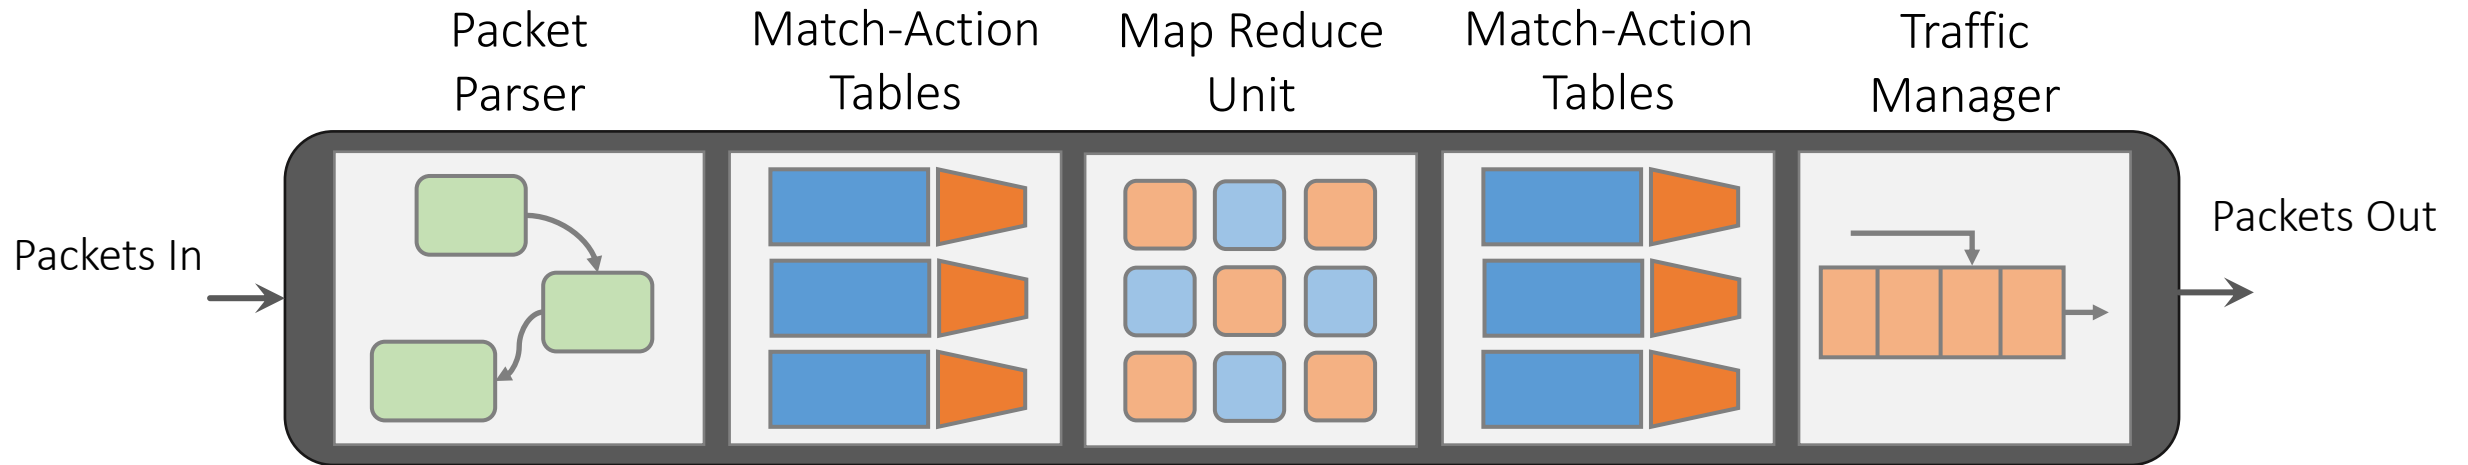 Packet
Parser
Match-Action
Tables
Map Reduce
Unit
Match-Action
Tables
Traffic
Manager
Packets In
Packets Out